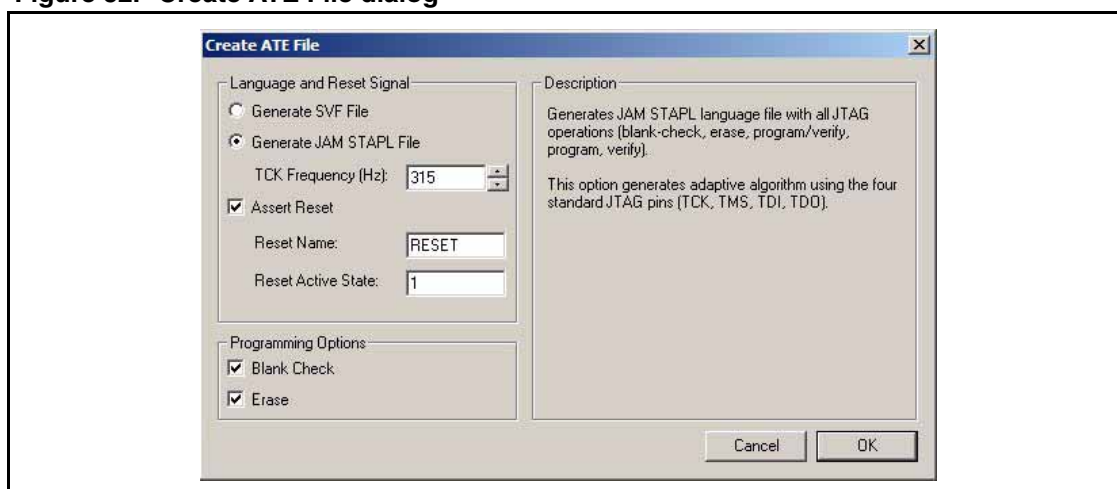 Figure 32. Create ATE File dialog
Create ATE File
Language and Reset Signal
Generate SVF File
Generate JAM STAPL File
TCK Frequency (Hz): 315
Assert Reset
Reset Name: RESET
Reset Active State: 1
Programming Options
Blank Check
Erase
Description
Generates JAM STAPL language file with all JTAG
operations (blank-check, erase, program/verify,
program, verify).
This option generates adaptive algorithm using the four
standard JTAG pins (TCK, TMS, TDI, TDO).
Cancel OK